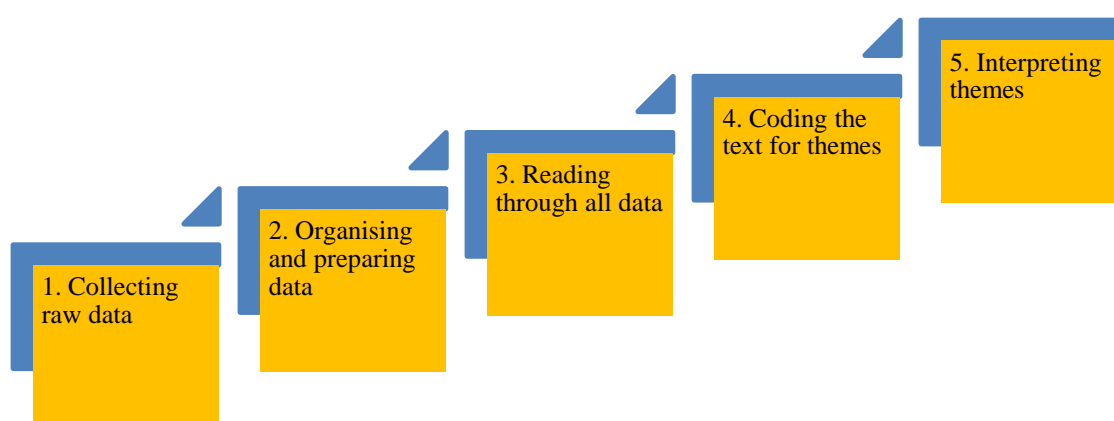 1. Collecting
raw data
2. Organising
and preparing
data
3. Reading
through all data
4. Coding the
text for themes
5. Interpreting
themes